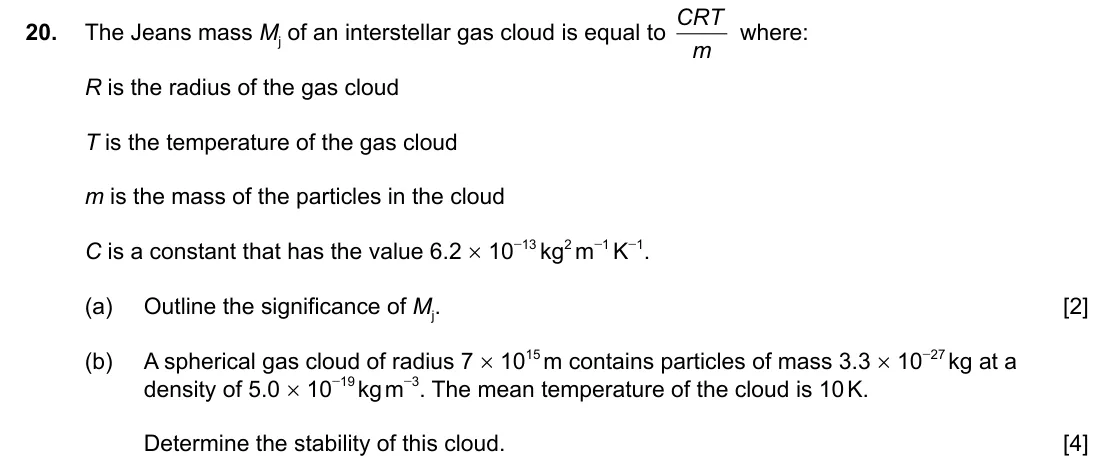 20. The Jeans mass Mj of an interstellar gas cloud is equal to CRT/m where:
R is the radius of the gas cloud
T is the temperature of the gas cloud
m is the mass of the particles in the cloud
C is a constant that has the value 6.2 × 10⁻¹³ kg² m⁻¹ K⁻¹.
(a) Outline the significance of Mj. [2]
(b) A spherical gas cloud of radius 7 × 10¹⁵ m contains particles of mass 3.3 × 10⁻²⁷ kg at a
density of 5.0 × 10⁻¹⁹ kg m⁻³. The mean temperature of the cloud is 10 K.
Determine the stability of this cloud. [4]